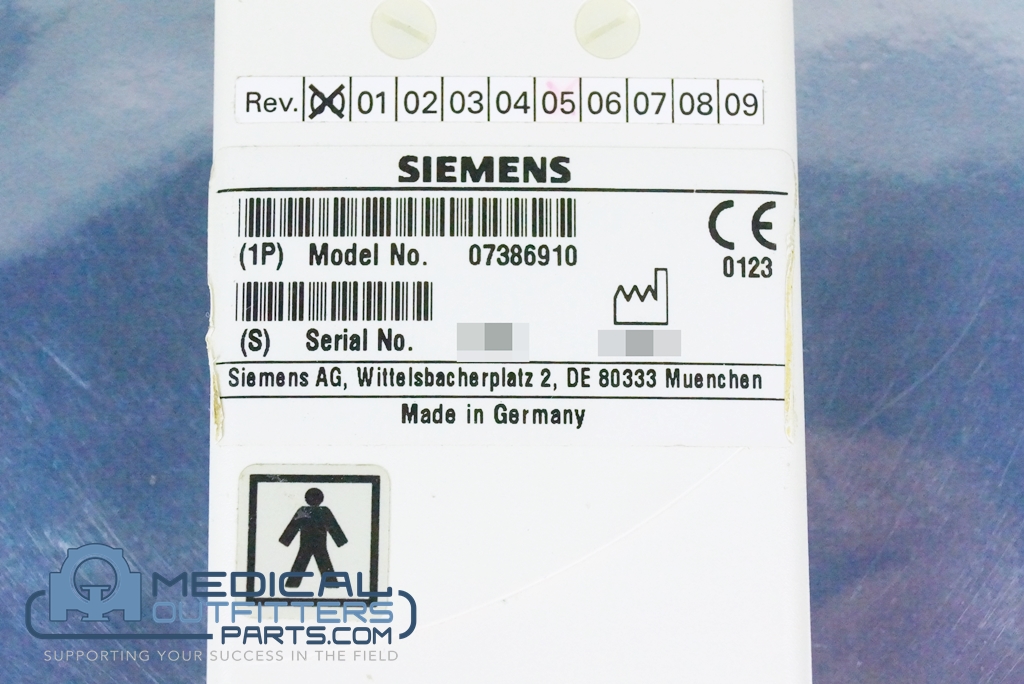 Rev. 00 01 02 03 04 05 06 07 08 09
SIEMENS
(1P) Model No. 07386910
CE
0123
(S) Serial No.
Siemens AG, Wittelsbacherplatz 2, DE 80333 Muenchen
Made in Germany
MEDICAL
OUTFITTERS
PARTS.COM
SUPPORTING YOUR SUCCESS IN THE FIELD